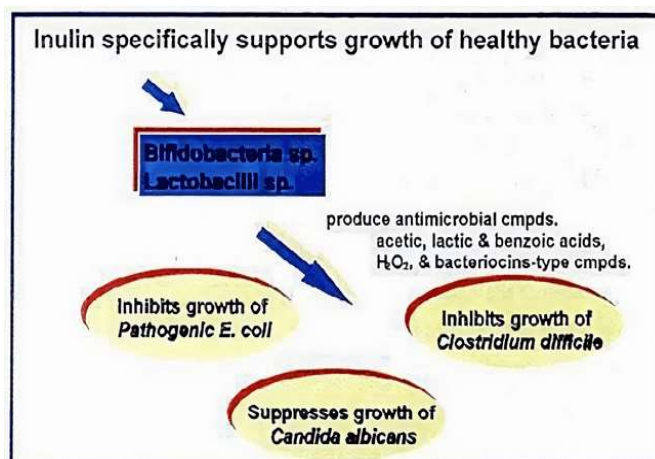 Inulin specifically supports growth of healthy bacteria
Bifidobacteria sp.
Lactobacilli sp.
produce antimicrobial cmpds.
acetic, lactic & benzoic acids,
H₂O₂, & bacteriocins-type cmpds.
Inhibits growth of
Pathogenic E. coli
Inhibits growth of
Clostridium difficile
Suppresses growth of
Candida albicans